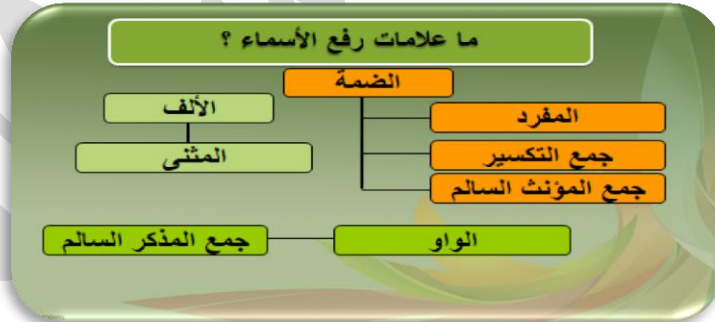 ما علامات رفع الأسماء ؟
الضمة
المفرد
جمع التكسير
جمع المؤنث السالم
الألف
المثنى
الواو
جمع المذكر السالم